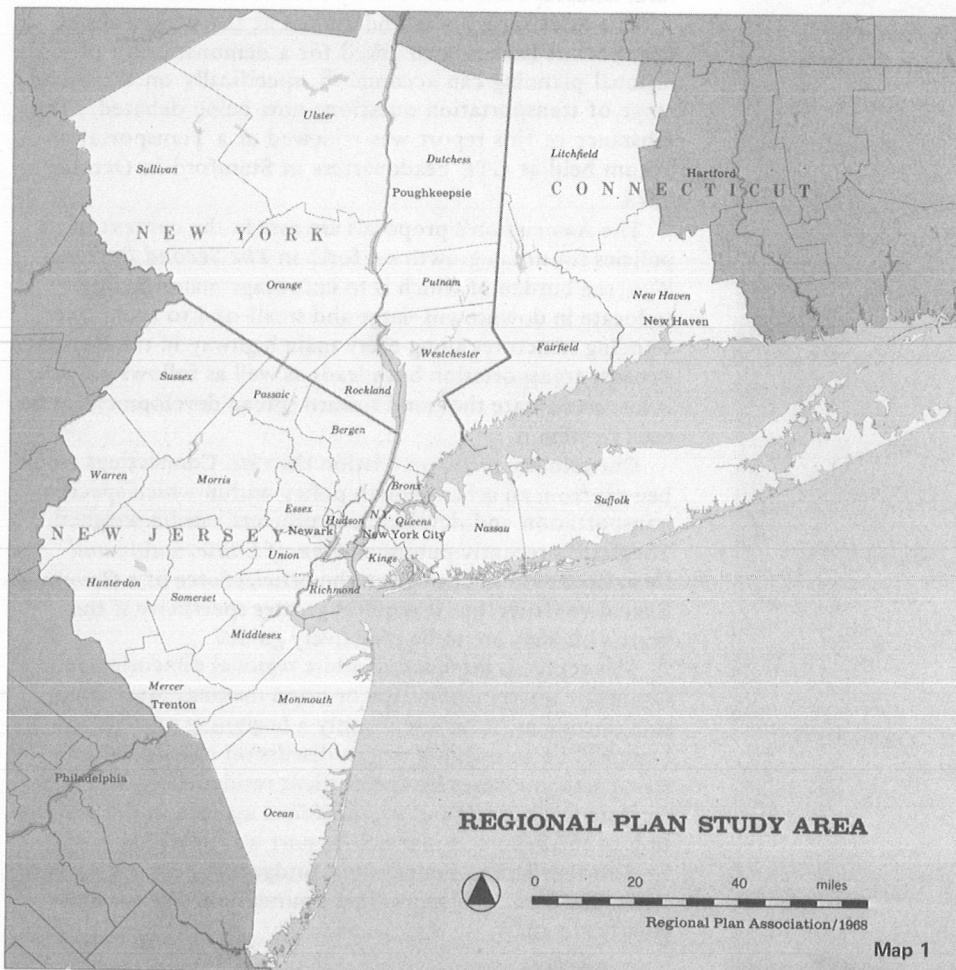 Ulster
Sullivan
Dutchess
Litchfield
Hartford
Poughkeepsie
CONNECTICUT
NEW YORK
Putnam
Orange
New Haven
New Haven
Westchester
Fairfield
Sussex
Rockland
Passaic
Bergen
Warren
Morris
Bronx
Essex
Suffolk
Hudson
N.Y.
Queens
Nassau
NEW JERSEY
Newark
New York City
Union
Kings
Hunterdon
Richmond
Somerset
Middlesex
Mercer
Trenton
Monmouth
Philadelphia
Ocean
REGIONAL PLAN STUDY AREA
0 20 40 miles
Regional Plan Association/1968
Map 1